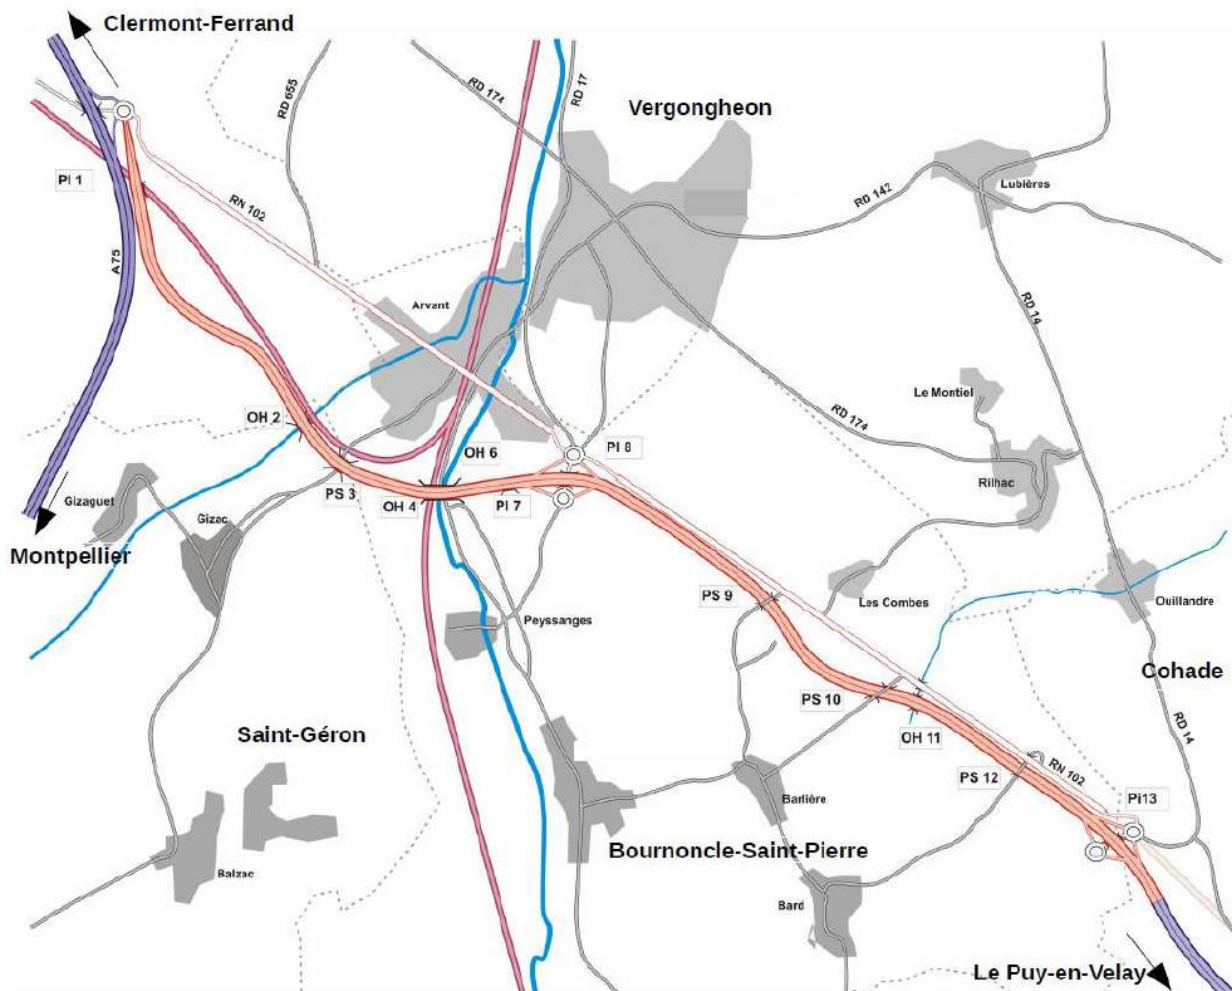 Clermont-Ferrand
RD 655
RD 174
RD 17
Vergongheon
PI 1
RN 102
RD 142
Lubières
A75
Arvant
RD 14
Le Montiel
OH 2
RD 174
OH 6
PI 8
PS 3
OH 4
PI 7
Rilhac
Gizaguet
Gizac
Montpellier
PS 9
Les Combes
Ouillandre
Peyssanges
Cohade
PS 10
Saint-Géron
OH 11
RD 14
PS 12
RN 102
Barlière
Pi13
Bournoncle-Saint-Pierre
Balzac
Bard
Le Puy-en-Velay